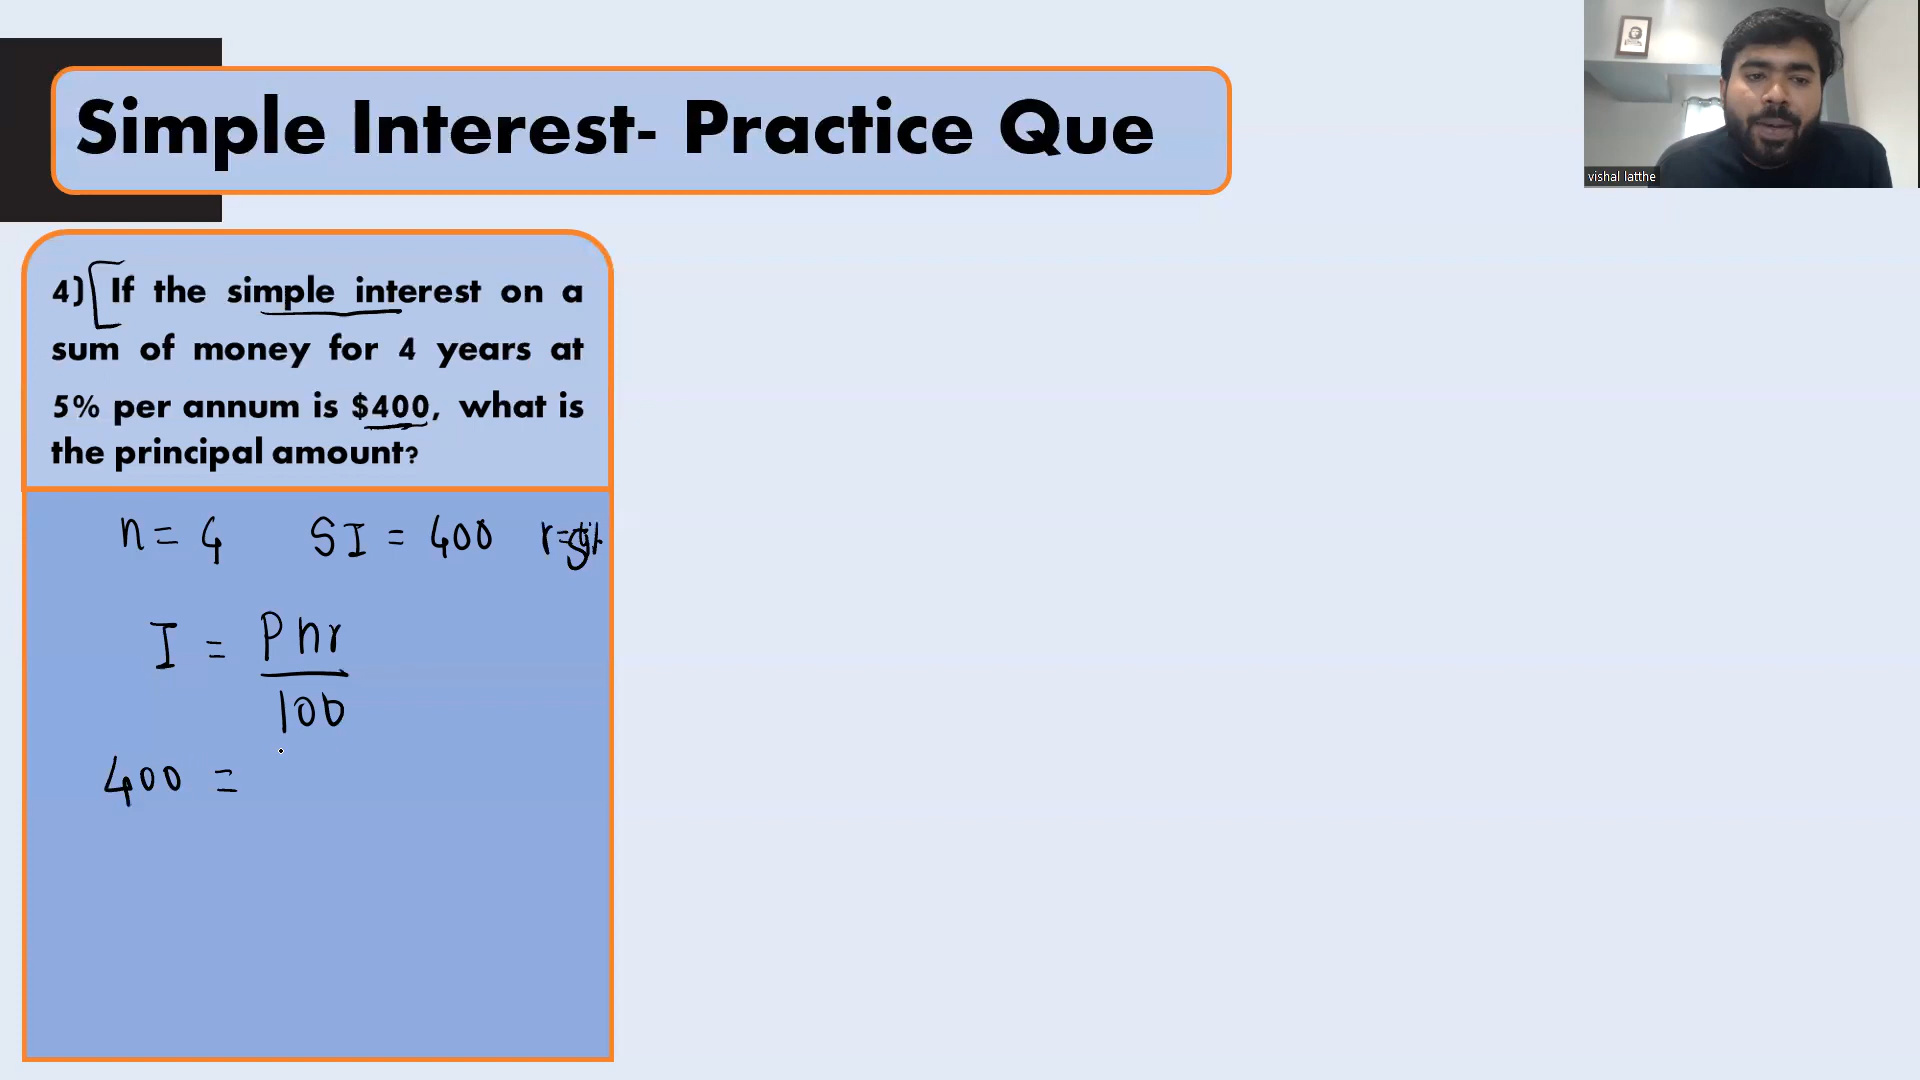 Simple Interest- Practice Que
vishal latthe
4) If the simple interest on a
sum of money for 4 years at
5% per annum is $400, what is
the principal amount?
n = 4 SI = 400 r=
I = Pnr
100
400 =